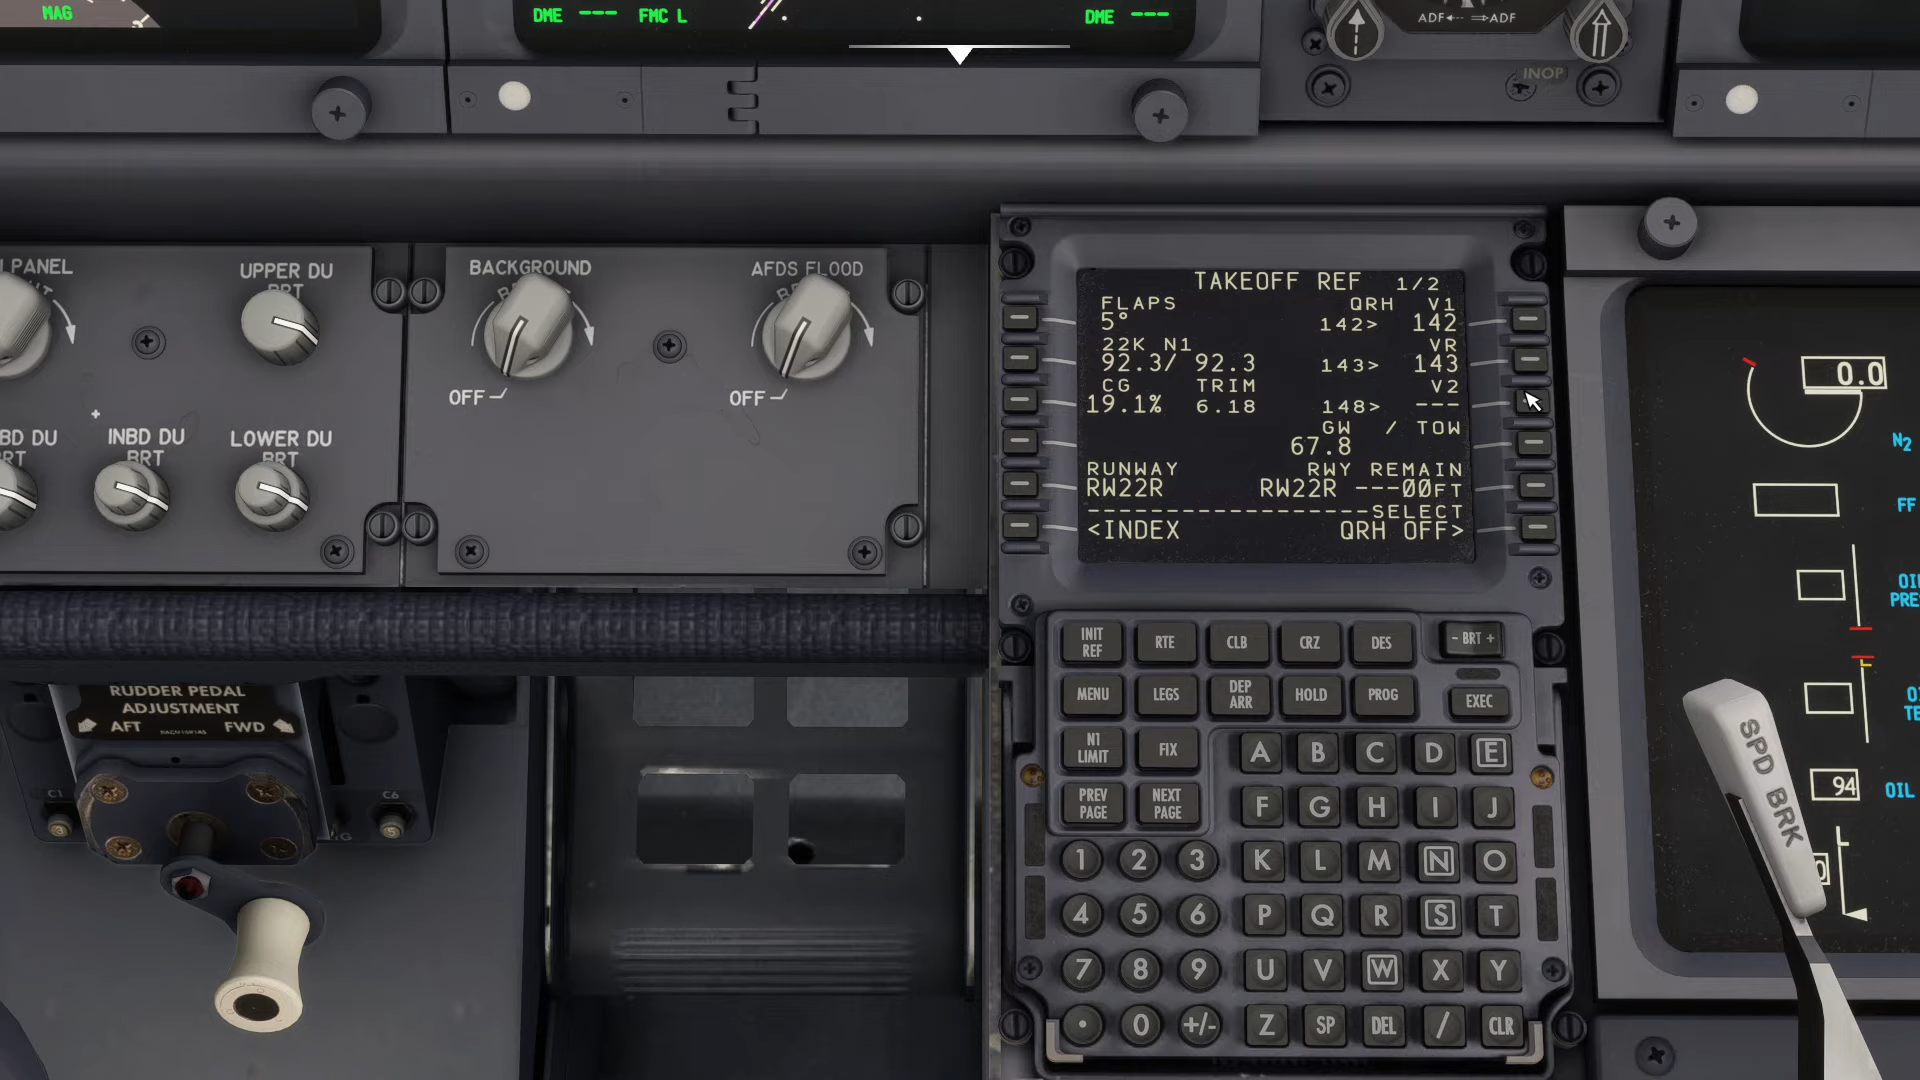 MAG
DME --- FMC L
DME ---
ADF ADF
INOP
PANEL
UPPER DU
BRT
BACKGROUND
AFDS FLOOD
OFF
OFF
INBD DU
BRT
LOWER DU
BRT
TAKEOFF REF 1/2
FLAPS QRH V1
5° 142> 142
22K N1 VR
92.3/ 92.3 143> 143
CG TRIM V2
19.1% 6.18 148> ---
GW / TOW
67.8
RUNWAY RWY REMAIN
RW22R RW22R ---00FT
-----------------SELECT
<INDEX QRH OFF>
0.0
N2
FF
94
OIL
RUDDER PEDAL
ADJUSTMENT
AFT FWD
C1
C6
SPD BRK
INIT REF
RTE
CLB
CRZ
DES
- BRT +
MENU
LEGS
DEP ARR
HOLD
PROG
EXEC
N1 LIMIT
FIX
A B C D E
PREV PAGE
NEXT PAGE
F G H I J
1 2 3 K L M N O
4 5 6 P Q R S T
7 8 9 U V W X Y
. 0 +/- Z SP DEL / CLR